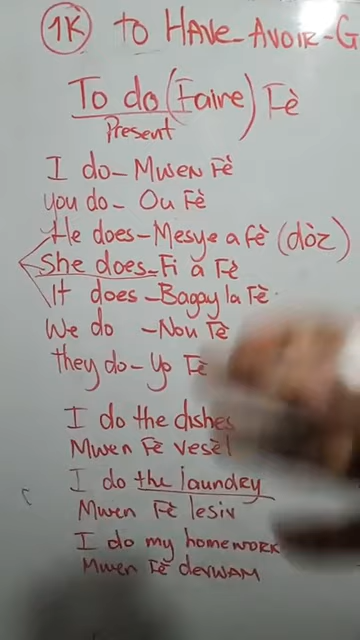 1K TO HAVE-AVOIR-G
To do (Faire) Fè
Present
I do - Mwen Fè
you do - Ou Fè
He does - Mesye a fè (dòz)
She does - Fi a Fè
It does - Bagay la Fè
We do - Nou Fè
they do - Yo Fè
I do the dishes
Mwen Fè vesèl
I do the laundry
Mwen Fè lesiv
I do my homework
Mwen Fè devwam